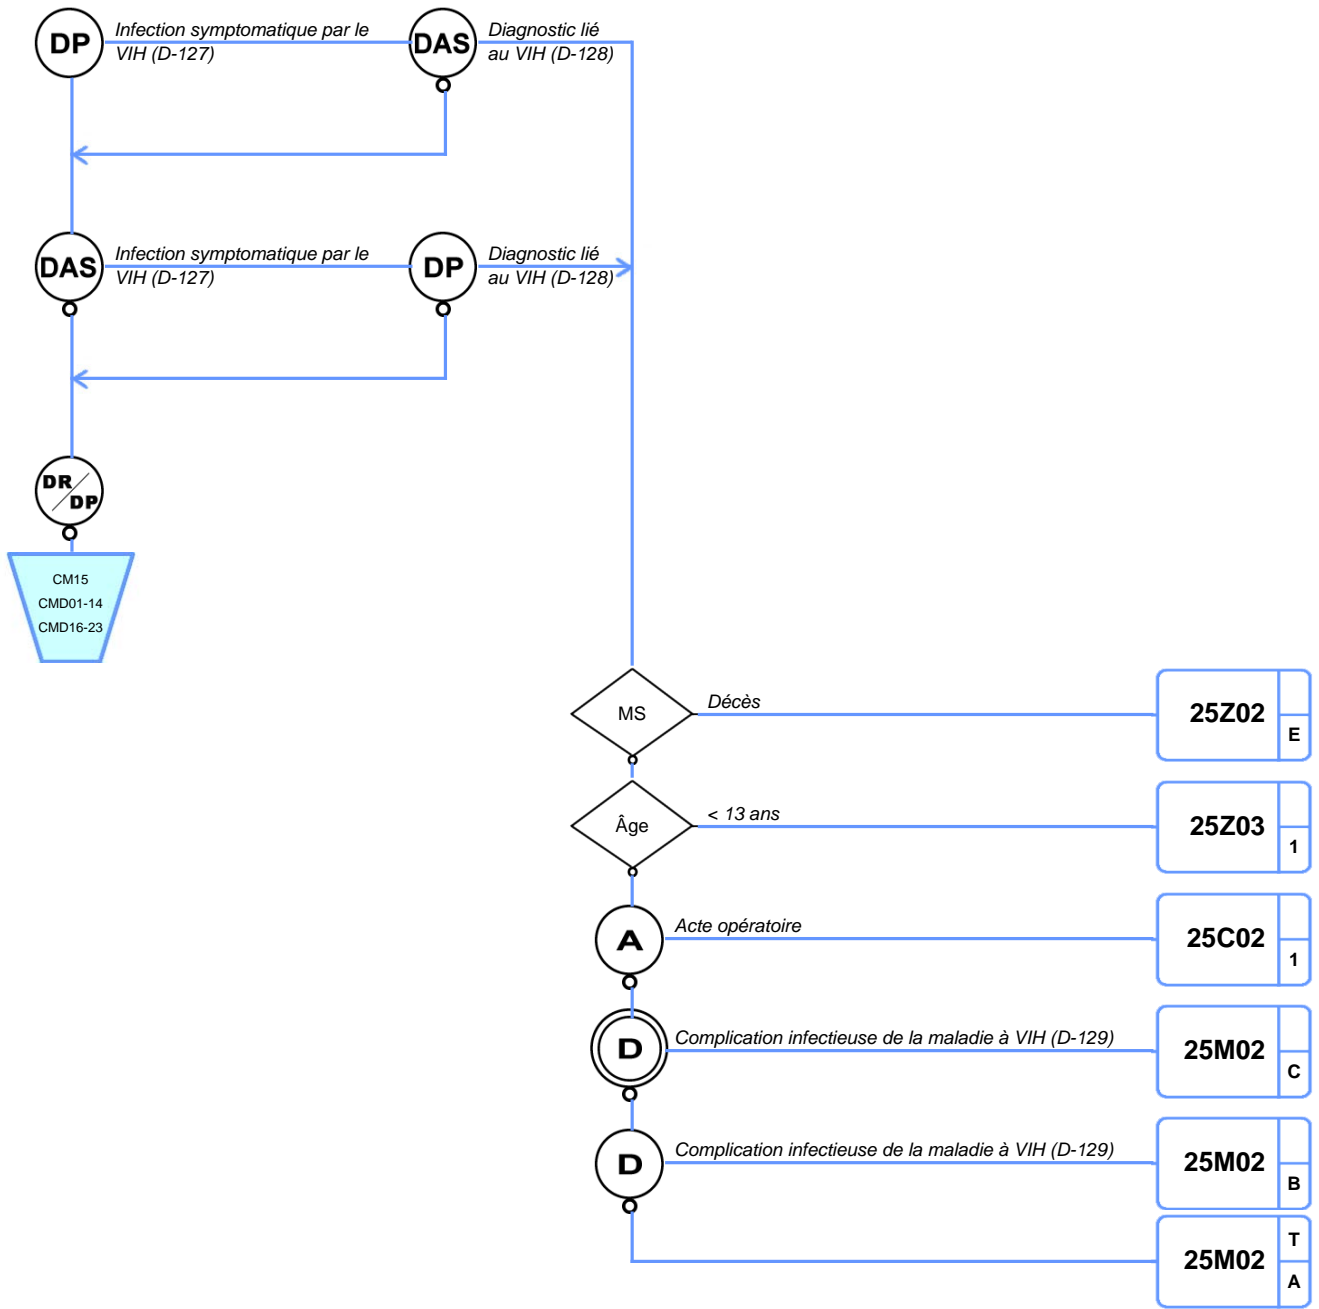 DP
Infection symptomatique par le
VIH (D-127)
DAS
Diagnostic lié
au VIH (D-128)
DAS
Infection symptomatique par le
VIH (D-127)
DP
Diagnostic lié
au VIH (D-128)
DR
DP
CM15
CMD01-14
CMD16-23
MS
Décès
25Z02
E
Âge
< 13 ans
25Z03
1
A
Acte opératoire
25C02
1
D
Complication infectieuse de la maladie à VIH (D-129)
25M02
C
D
Complication infectieuse de la maladie à VIH (D-129)
25M02
B
25M02
T
A